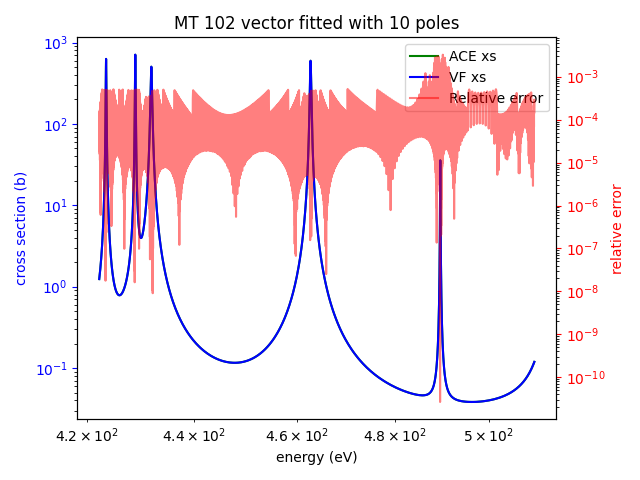 MT 102 vector fitted with 10 poles
ACE xs
VF xs
Relative error
cross section (b)
10³
10²
10¹
10⁰
10⁻¹
relative error
10⁻³
10⁻⁴
10⁻⁵
10⁻⁶
10⁻⁷
10⁻⁸
10⁻⁹
10⁻¹⁰
4.2 × 10² 4.4 × 10² 4.6 × 10² 4.8 × 10² 5 × 10²
energy (eV)